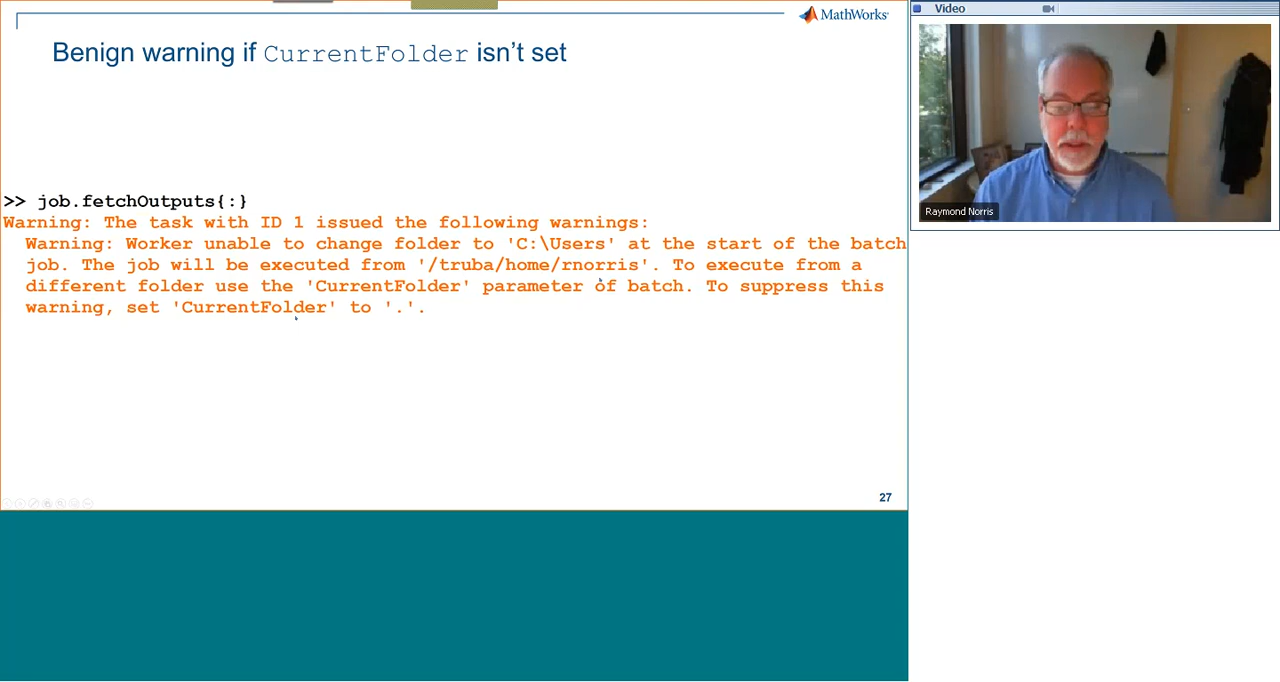 MathWorks
Benign warning if CurrentFolder isn't set
>> job.fetchOutputs{:}
Warning: The task with ID 1 issued the following warnings:
Warning: Worker unable to change folder to 'C:\Users' at the start of the batch
job. The job will be executed from '/truba/home/rnorris'. To execute from a
different folder use the 'CurrentFolder' parameter of batch. To suppress this
warning, set 'CurrentFolder' to '.'.
27
Video
Raymond Norris